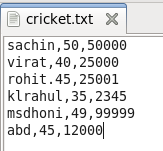 cricket.txt
sachin,50,50000
virat,40,25000
rohit.45,25001
klrahul,35,2345
msdhoni,49,99999
abd,45,12000